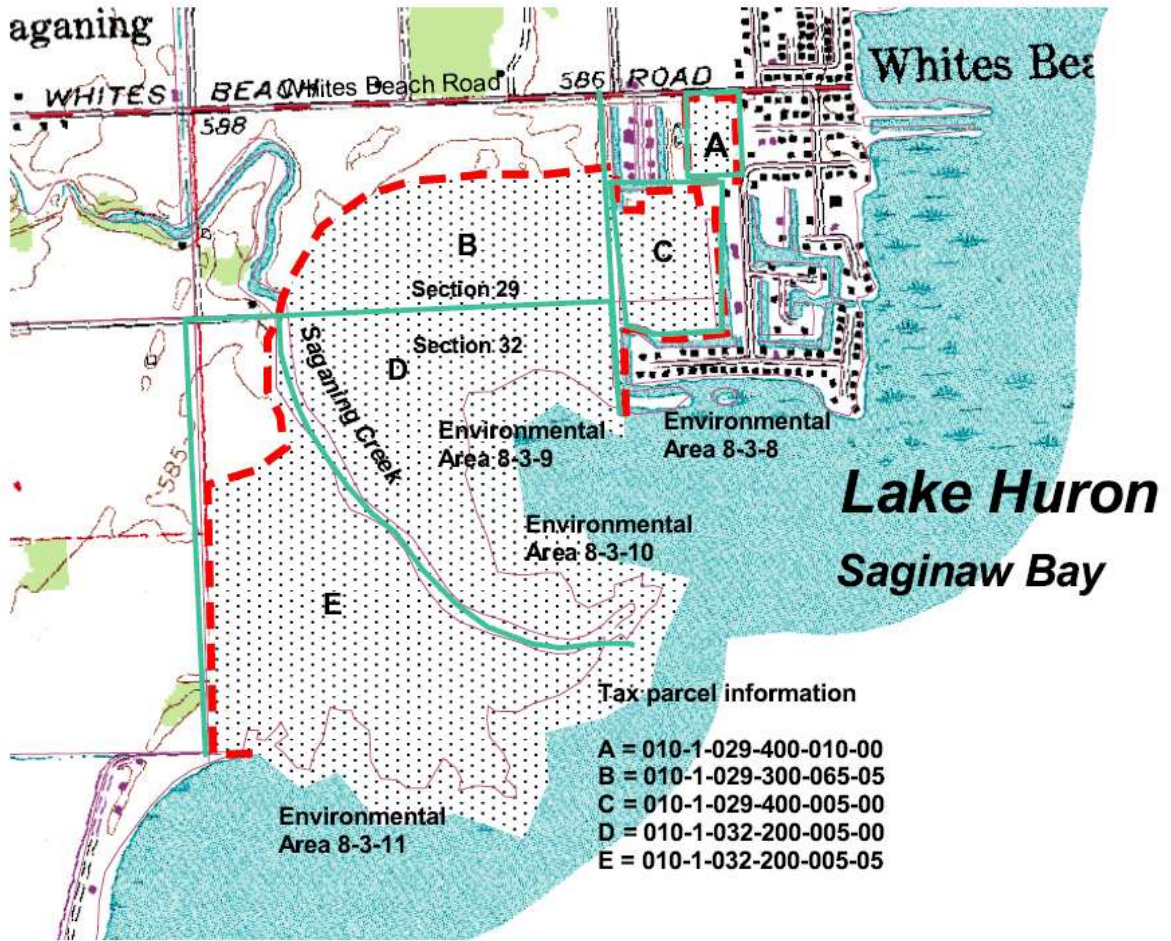 aganing
Whites Bea
WHITES BEACH
Whites Beach Road
586 ROAD
588
A
B
C
Section 29
Section 32
D
Saganing Creek
Environmental
Area 8-3-9
Environmental
Area 8-3-8
585
Lake Huron
Saginaw Bay
Environmental
Area 8-3-10
E
Tax parcel information
A = 010-1-029-400-010-00
B = 010-1-029-300-065-05
C = 010-1-029-400-005-00
D = 010-1-032-200-005-00
E = 010-1-032-200-005-05
Environmental
Area 8-3-11